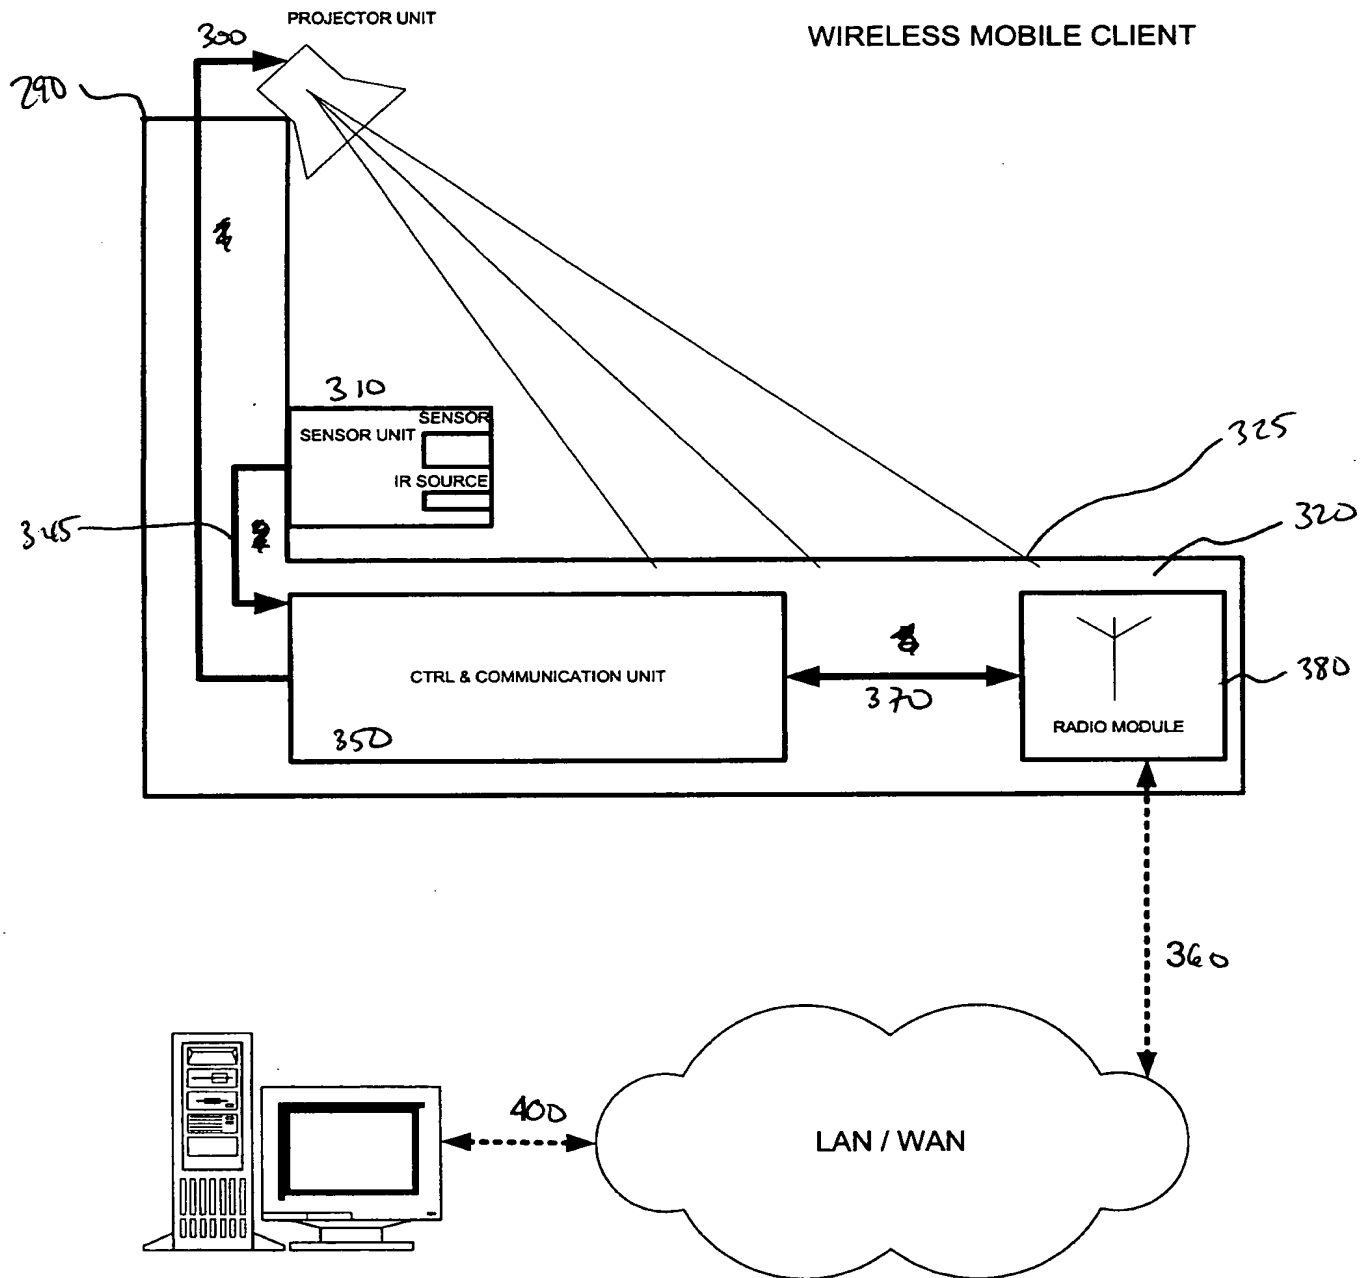 PROJECTOR UNIT
WIRELESS MOBILE CLIENT
300
290
310
SENSOR
SENSOR UNIT
IR SOURCE
325
320
345
CTRL & COMMUNICATION UNIT
370
380
350
RADIO MODULE
360
400
LAN / WAN